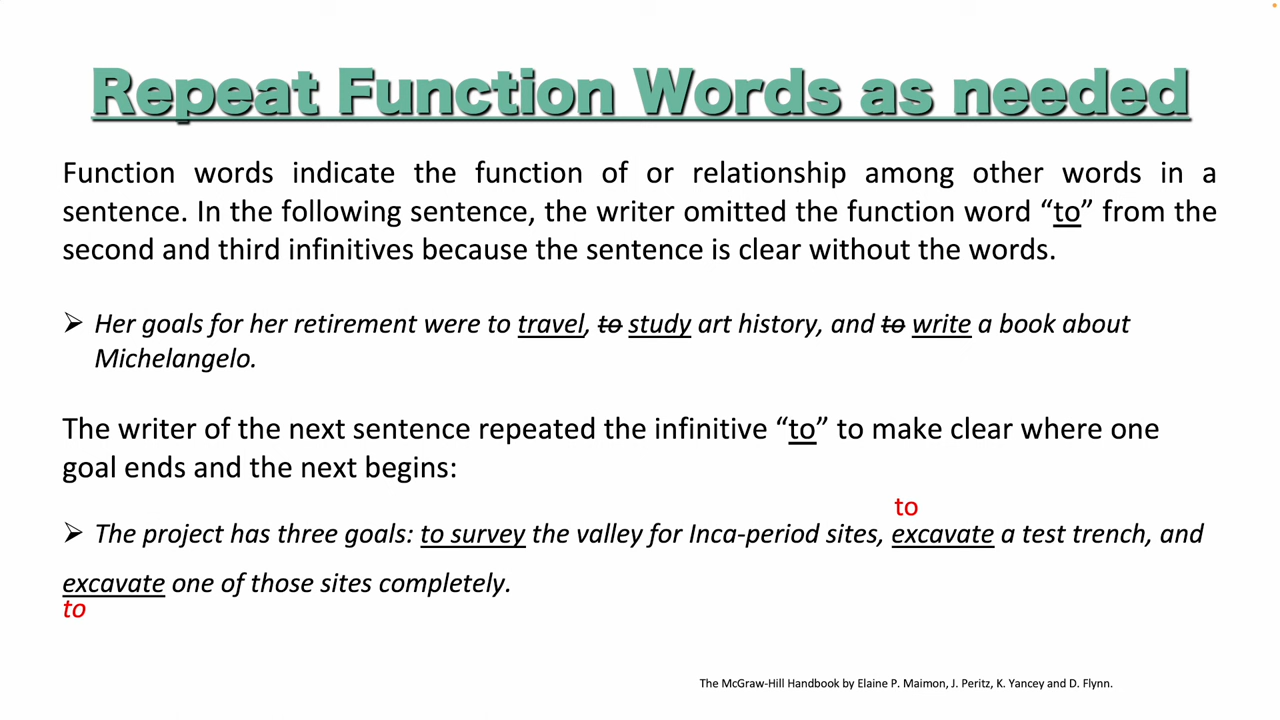 Repeat Function Words as needed
Function words indicate the function of or relationship among other words in a
sentence. In the following sentence, the writer omitted the function word “to” from the
second and third infinitives because the sentence is clear without the words.
➢ Her goals for her retirement were to travel, to study art history, and to write a book about
Michelangelo.
The writer of the next sentence repeated the infinitive “to” to make clear where one
goal ends and the next begins:
to
➢ The project has three goals: to survey the valley for Inca-period sites, excavate a test trench, and
excavate one of those sites completely.
to
The McGraw-Hill Handbook by Elaine P. Maimon, J. Peritz, K. Yancey and D. Flynn.